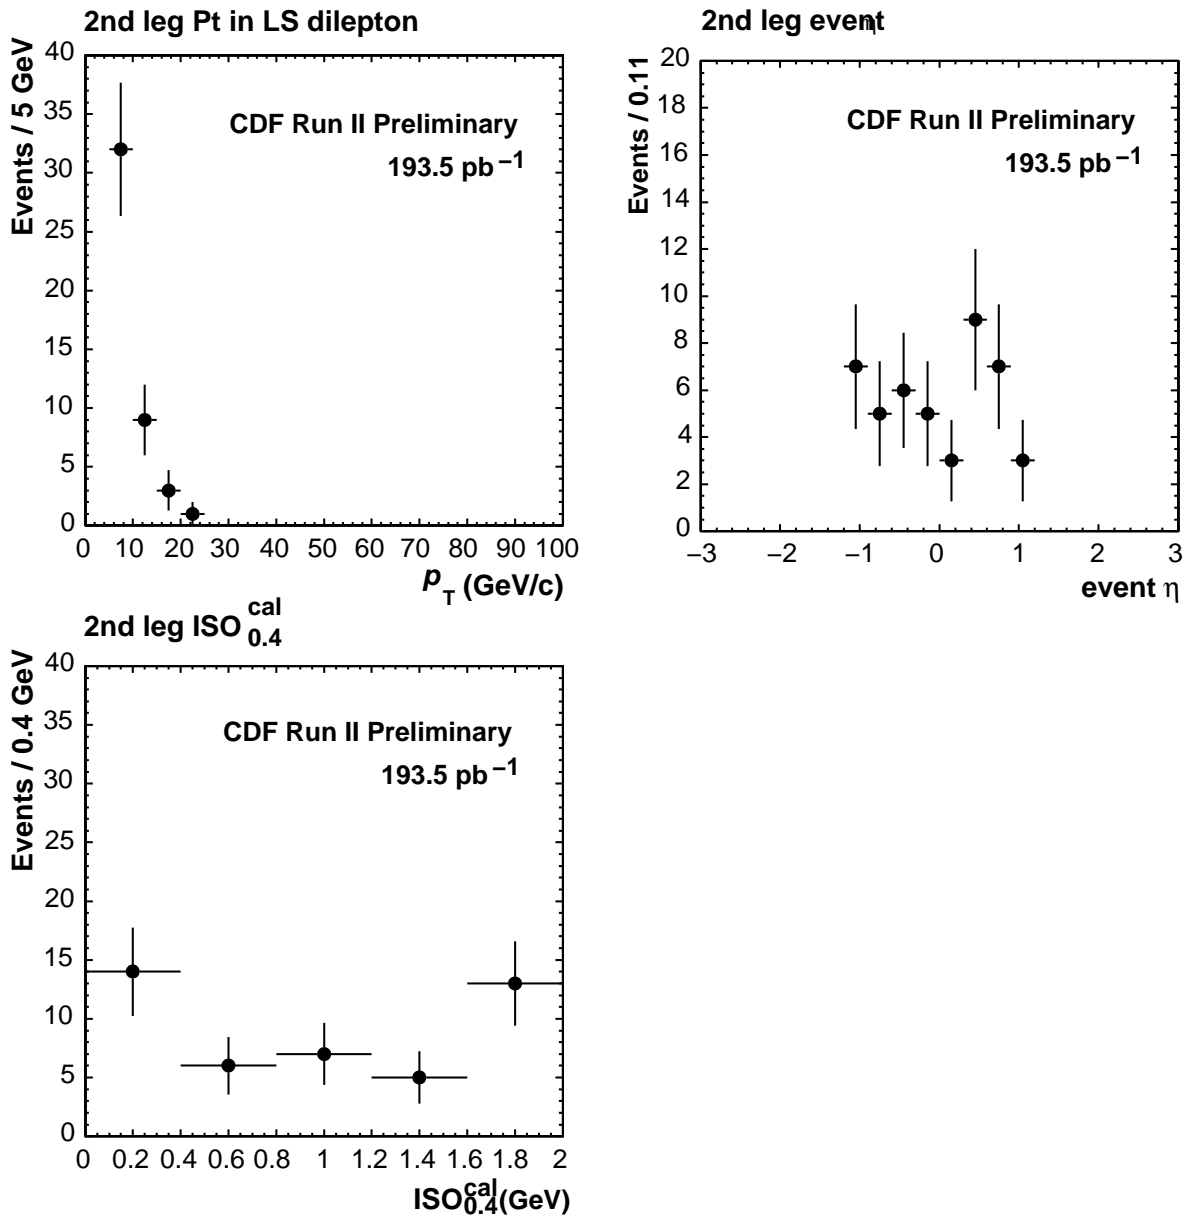 2nd leg Pt in LS dilepton
Events / 5 GeV
40
35
30
25
20
15
10
5
0
CDF Run II Preliminary
193.5 pb−1
0 10 20 30 40 50 60 70 80 90 100
pT (GeV/c)
2nd leg event η
Events / 0.11
20
18
16
14
12
10
8
6
4
2
0
CDF Run II Preliminary
193.5 pb−1
−3 −2 −1 0 1 2 3
event η
2nd leg ISO cal 0.4
Events / 0.4 GeV
40
35
30
25
20
15
10
5
0
CDF Run II Preliminary
193.5 pb−1
0 0.2 0.4 0.6 0.8 1 1.2 1.4 1.6 1.8 2
ISO cal 0.4 (GeV)